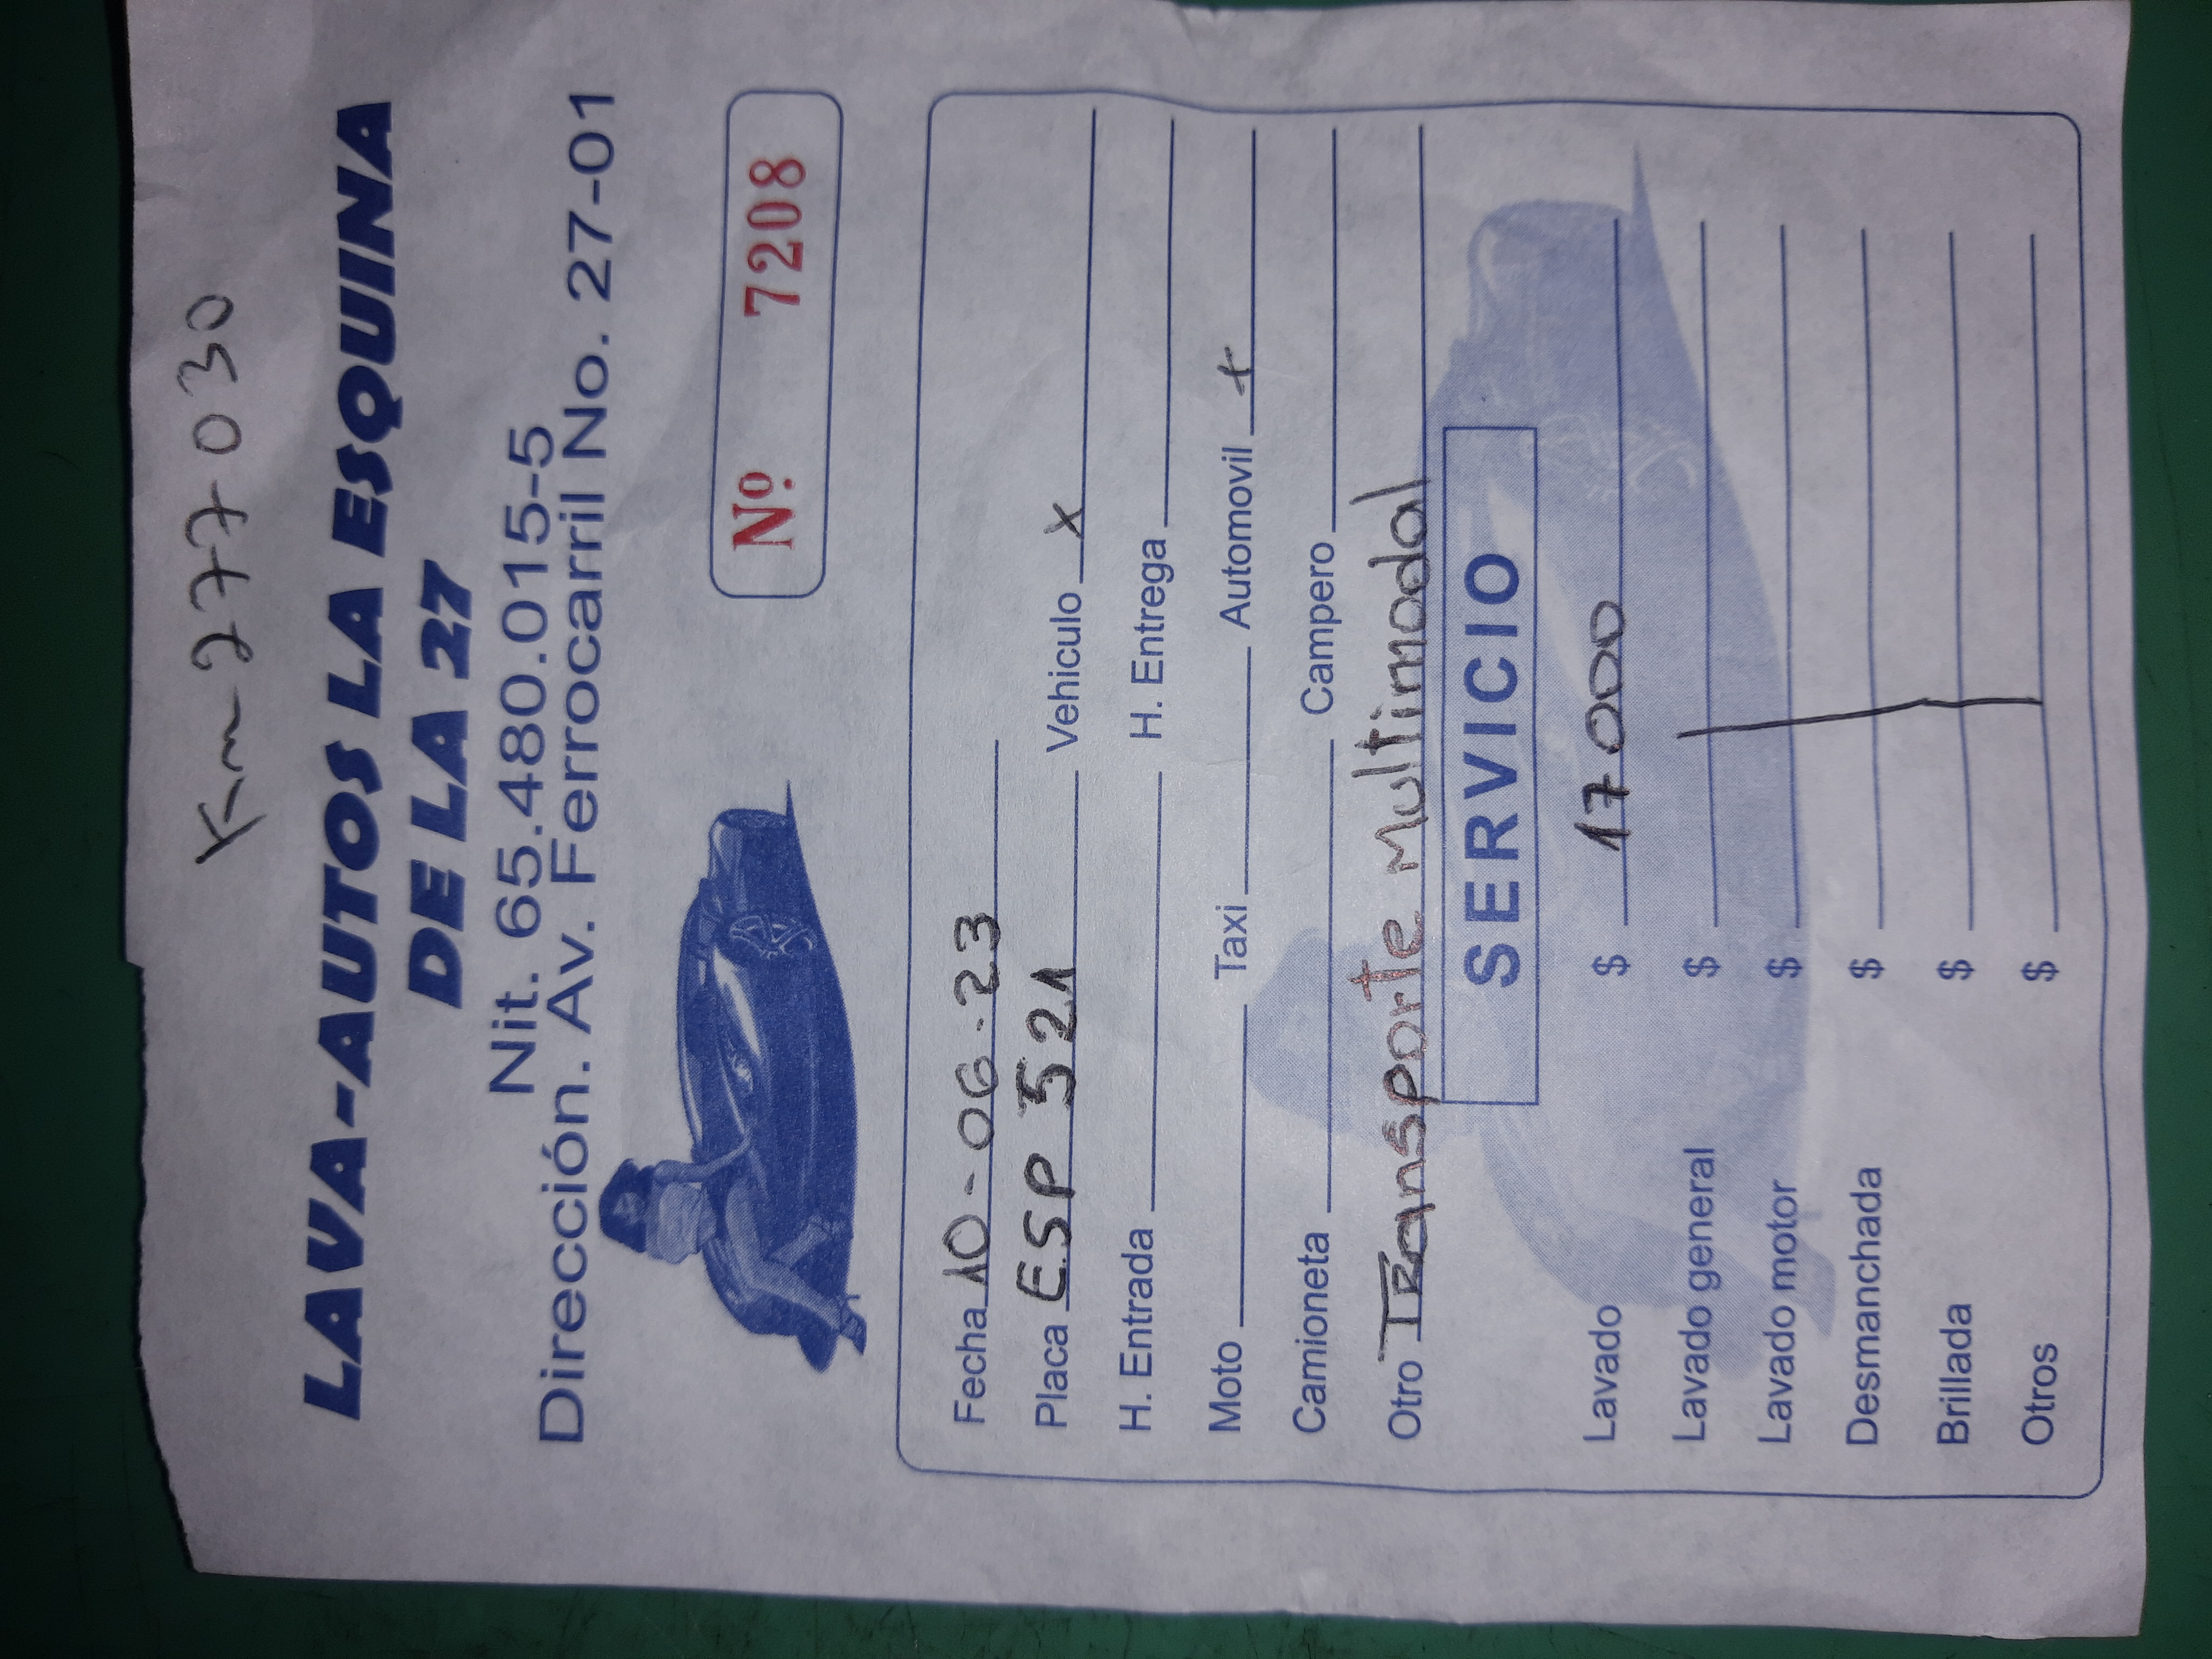 Km 277030
LAVA-AUTOS LA ESQUINA
DE LA 27
Nit. 65.480.015-5
Dirección. Av. Ferrocarril No. 27-01
Nº 7208
Fecha 10-06-23
Placa ESP 521 Vehiculo x
H. Entrada H. Entrega
Moto Taxi Automovil x
Camioneta Campero
Otro Transporte Multimodal
SERVICIO
Lavado $ 17000
Lavado general $
Lavado motor $
Desmanchada $
Brillada $
Otros $